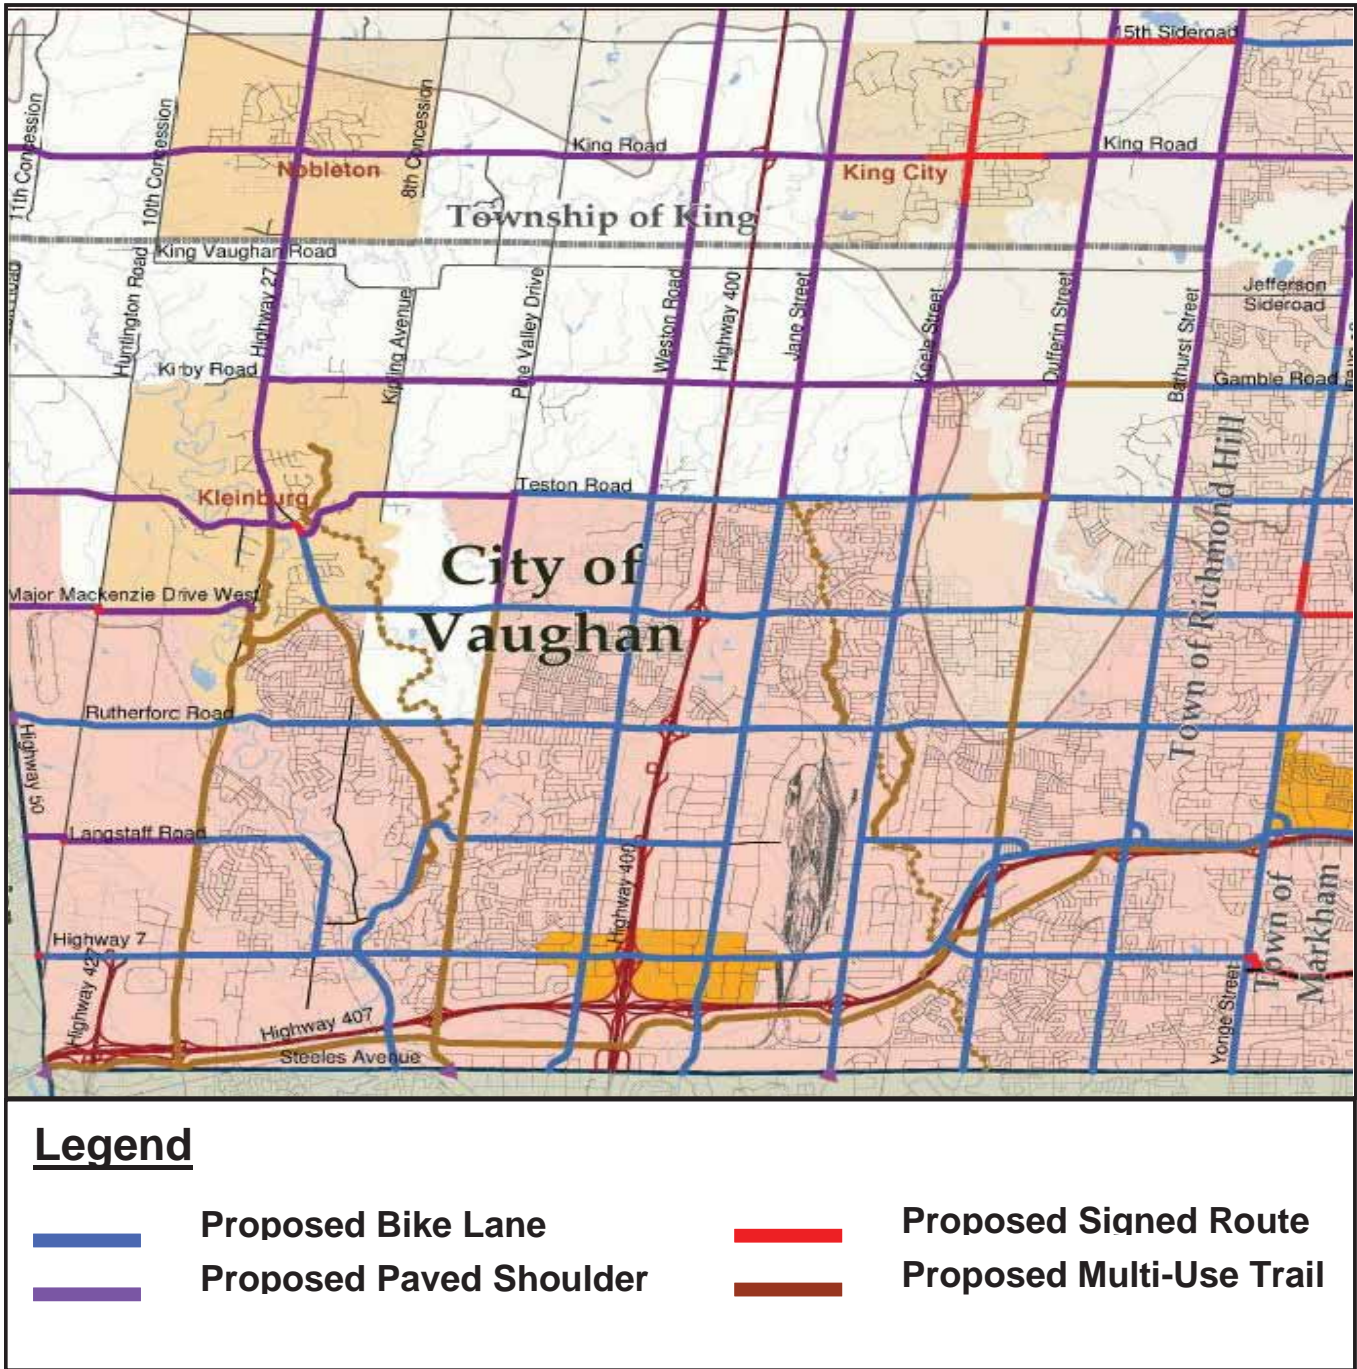 15th Sideroad
11th Concession
10th Concession
8th Concession
King Road
King Road
Nobleton
King City
Township of King
King Vaughan Road
Huntington Road
Highway 27
Kipling Avenue
Pine Valley Drive
Weston Road
Highway 400
Jane Street
Keele Street
Dufferin Street
Bathurst Street
Jefferson
Sideroad
Kirby Road
Gamble Road
Teston Road
Kleinburg
City of
Vaughan
Town of Richmond Hill
Major Mackenzie Drive West
Rutherforc Road
Highway 50
Langstaff Road
Highway 400
Highway 7
Highway 427
Highway 407
Steeles Avenue
Yonge Street
Town of
Markham
Legend
Proposed Bike Lane
Proposed Signed Route
Proposed Paved Shoulder
Proposed Multi-Use Trail